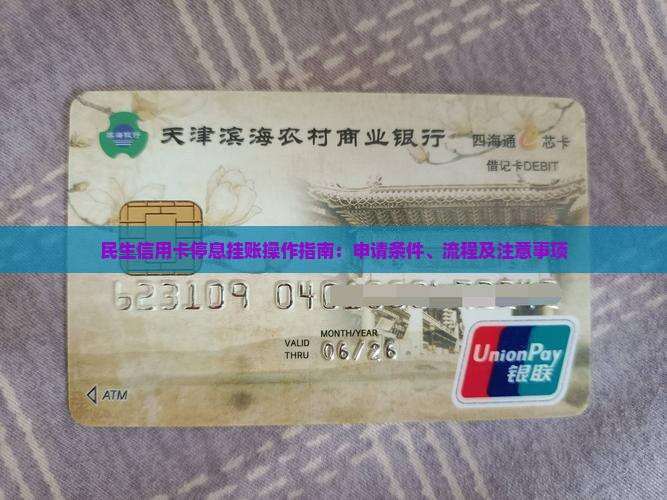 滨海银行
天津滨海农村商业银行
四海通 芯卡
借记卡DEBIT
民生信用卡停息挂账操作指南：申请条件、流程及注意事项
623109 040
MONTH/YEAR
VALID THRU 06/26
UnionPay
银联
ATM